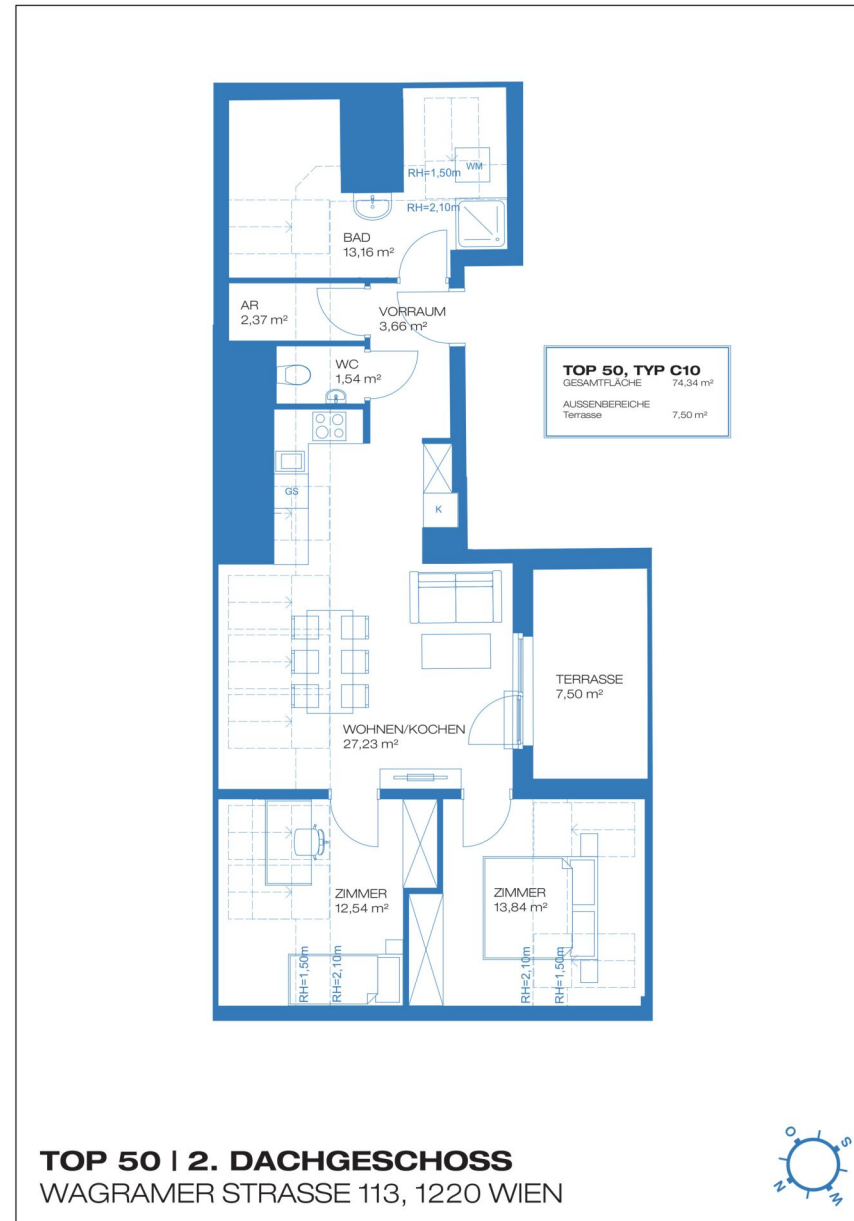 RH=1,50m
WM
RH=2,10m
BAD
13,16 m²
AR
2,37 m²
VORRAUM
3,66 m²
WC
1,54 m²
TOP 50, TYP C10
GESAMTFLÄCHE 74,34 m²
AUSSENBEREICHE
Terrasse 7,50 m²
GS
K
TERRASSE
7,50 m²
WOHNEN/KOCHEN
27,23 m²
ZIMMER
12,54 m²
ZIMMER
13,84 m²
RH=1,50m
RH=2,10m
RH=2,10m
RH=1,50m
TOP 50 | 2. DACHGESCHOSS
WAGRAMER STRASSE 113, 1220 WIEN
O
S
N
W